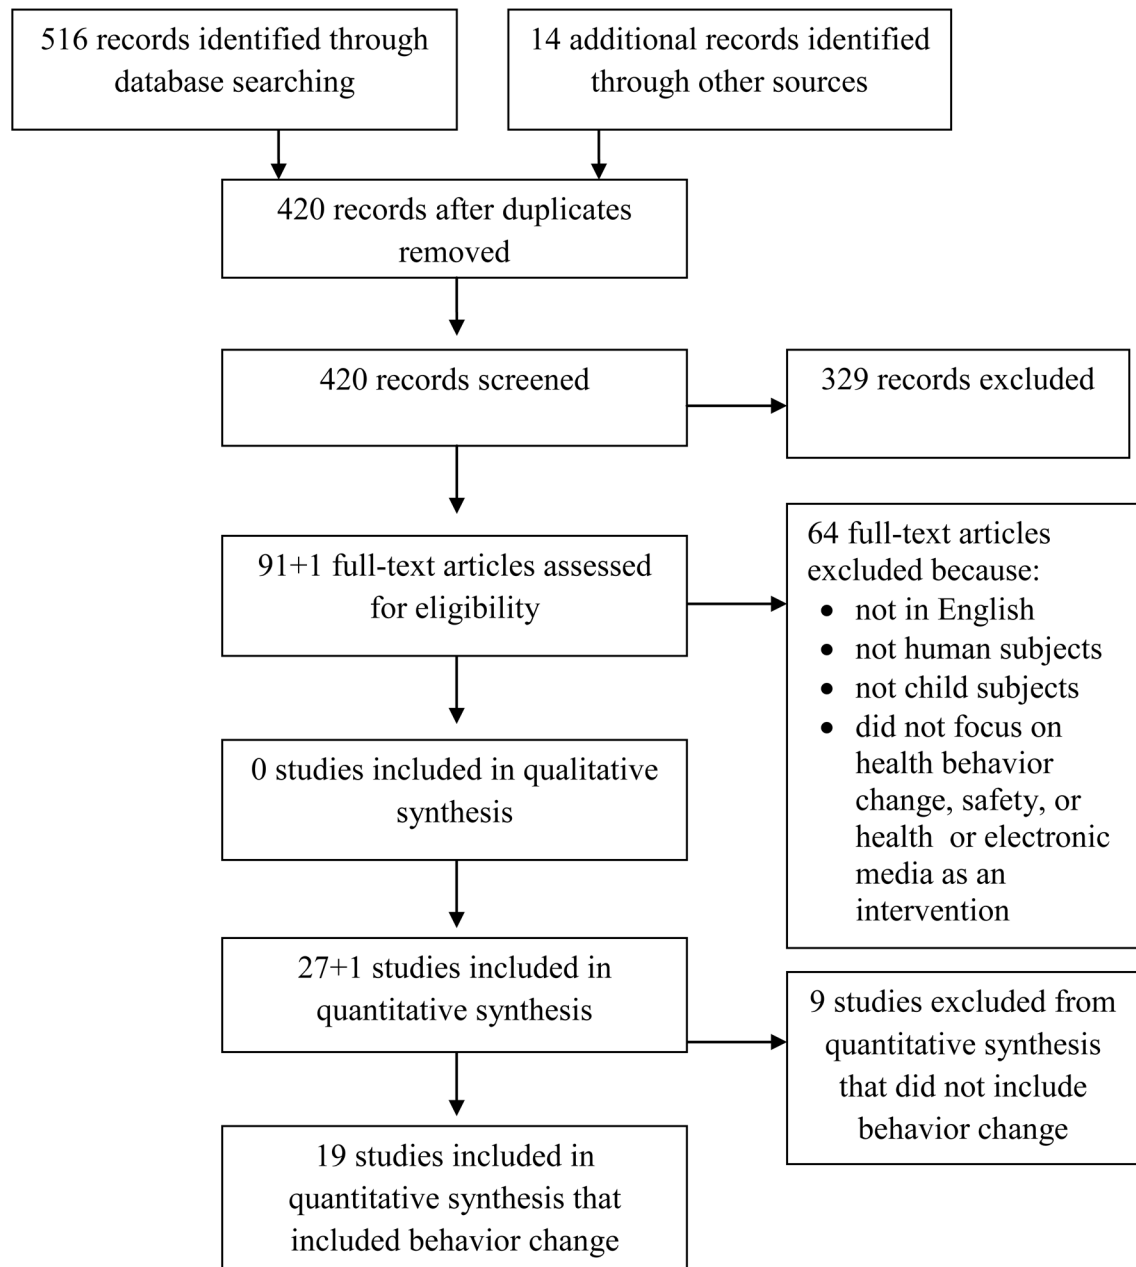 516 records identified through
database searching
14 additional records identified
through other sources
420 records after duplicates
removed
420 records screened
329 records excluded
91+1 full-text articles assessed
for eligibility
64 full-text articles
excluded because:
• not in English
• not human subjects
• not child subjects
• did not focus on
health behavior
change, safety, or
health or electronic
media as an
intervention
0 studies included in qualitative
synthesis
27+1 studies included in
quantitative synthesis
9 studies excluded from
quantitative synthesis
that did not include
behavior change
19 studies included in
quantitative synthesis that
included behavior change